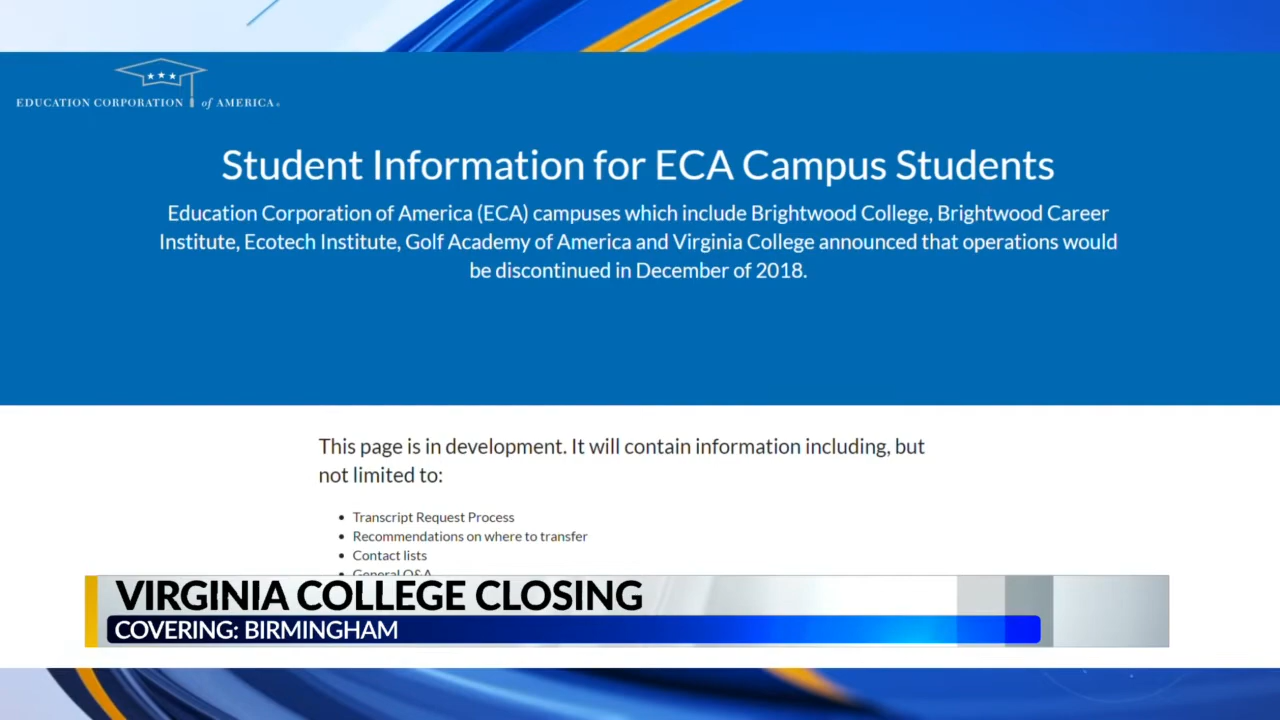 EDUCATION CORPORATION of AMERICA®
Student Information for ECA Campus Students
Education Corporation of America (ECA) campuses which include Brightwood College, Brightwood Career
Institute, Ecotech Institute, Golf Academy of America and Virginia College announced that operations would
be discontinued in December of 2018.
This page is in development. It will contain information including, but
not limited to:
• Transcript Request Process
• Recommendations on where to transfer
• Contact lists
• General Q&A
VIRGINIA COLLEGE CLOSING
COVERING: BIRMINGHAM